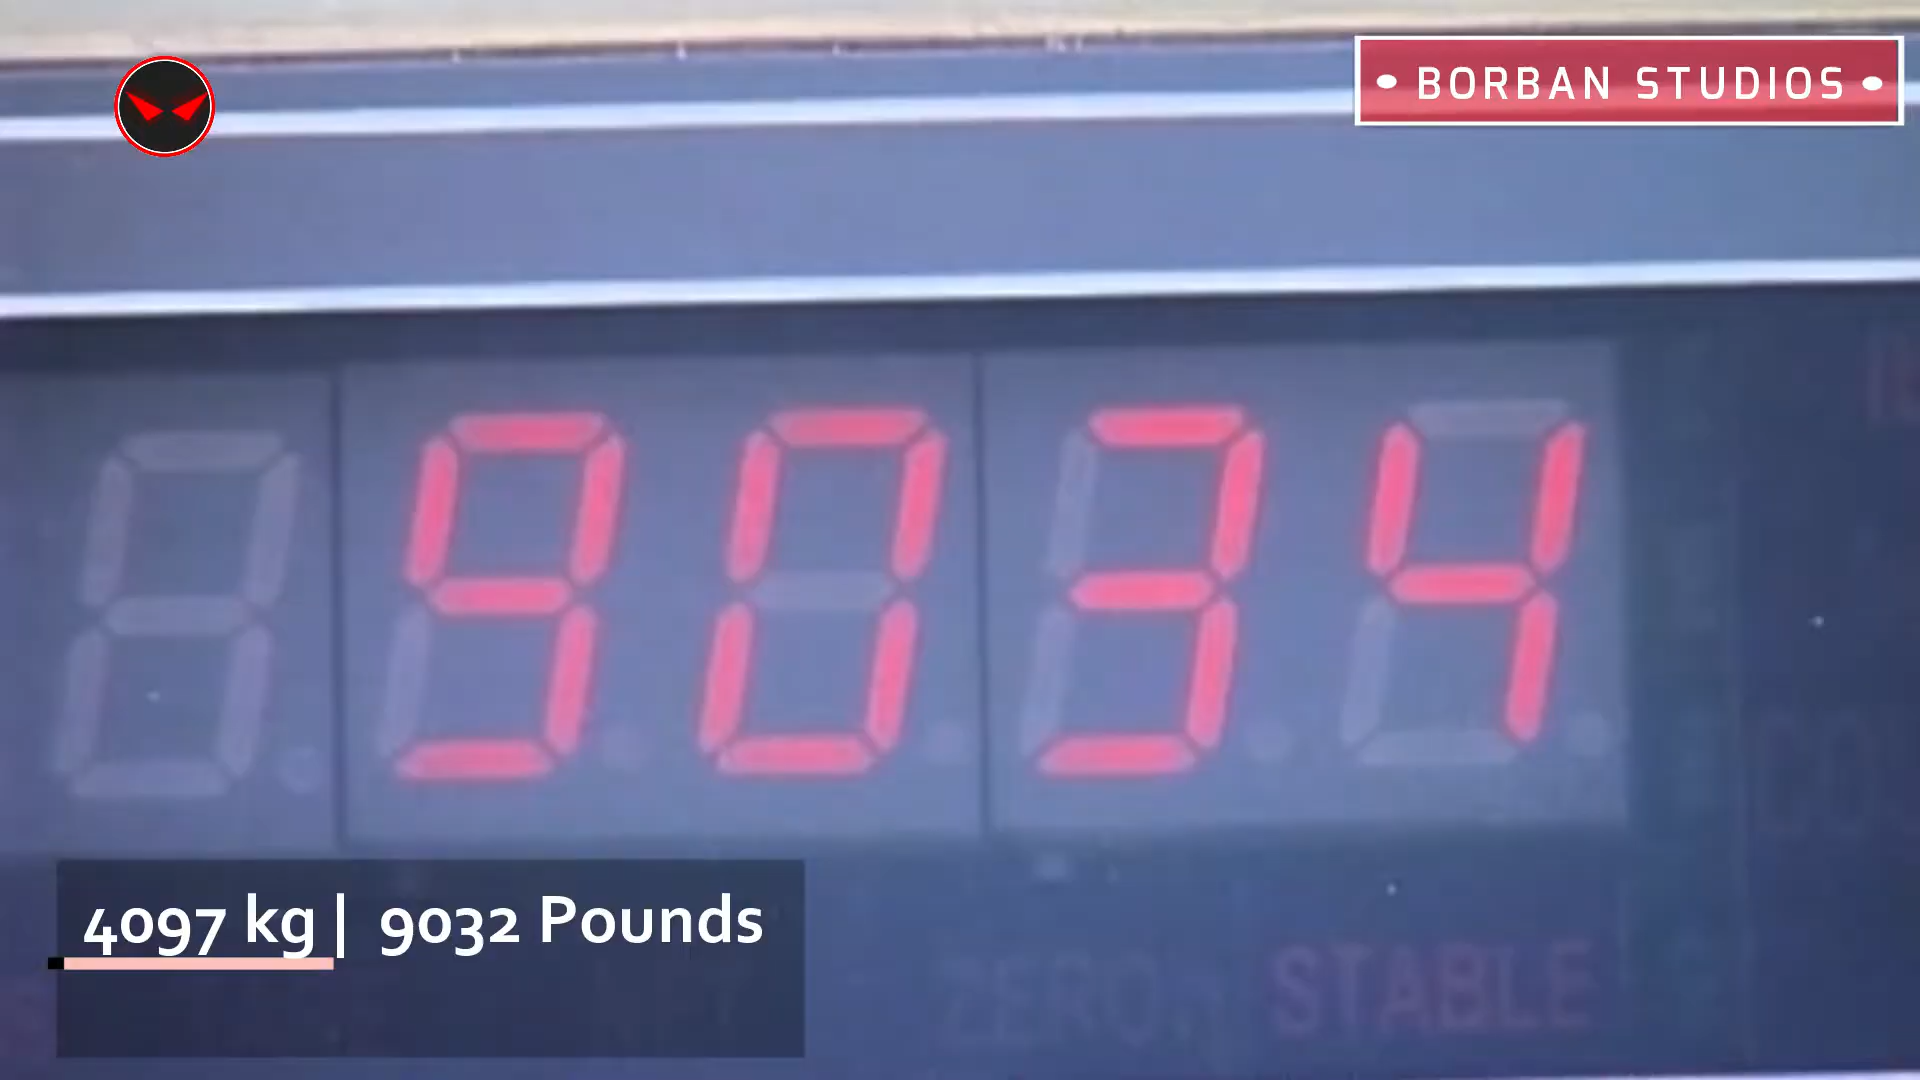 • BORBAN STUDIOS •
9034
4097 kg | 9032 Pounds
ZERO
STABLE